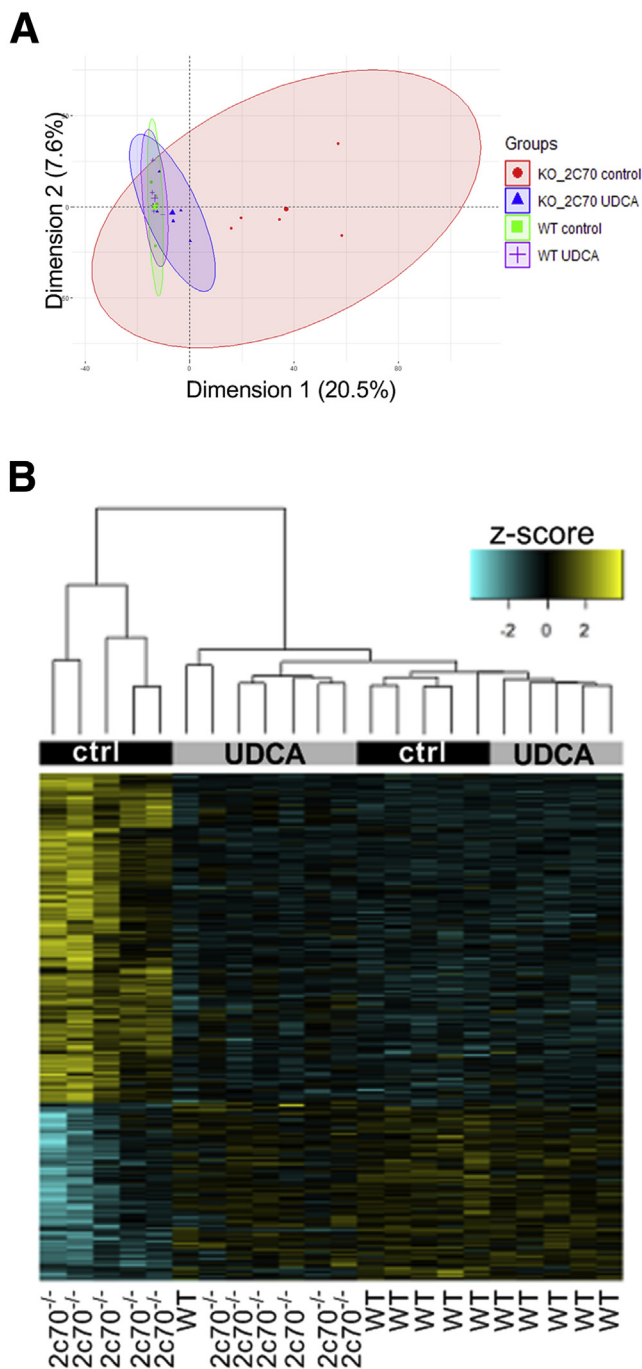 A
Dimension 2 (7.6%)
0
-40
0
40
80
Dimension 1 (20.5%)
Groups
KO_2C70 control
KO_2C70 UDCA
WT control
WT UDCA
B
z-score
-2 0 2
ctrl UDCA ctrl UDCA
2c70-/- 2c70-/- 2c70-/- 2c70-/- 2c70-/- WT 2c70-/- 2c70-/- 2c70-/- 2c70-/- 2c70-/- 2c70-/- WT WT WT WT WT WT WT WT WT WT